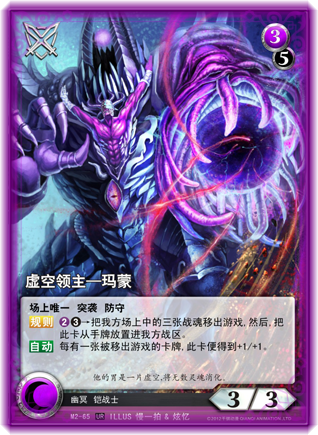 3
5
虚空领主—玛蒙
场上唯一 突袭 防守
规则 2 3→把我方场上中的三张战魂移出游戏,然后,把
此卡从手牌放置进我方战区。
自动 每有一张被移出游戏的卡牌,此卡便得到+1/+1。
他的胃是一片虚空,将无数灵魂消化。
幽冥 铠战士
3 / 3
M2-65 UR ILLUS 慢一拍 & 炫忆